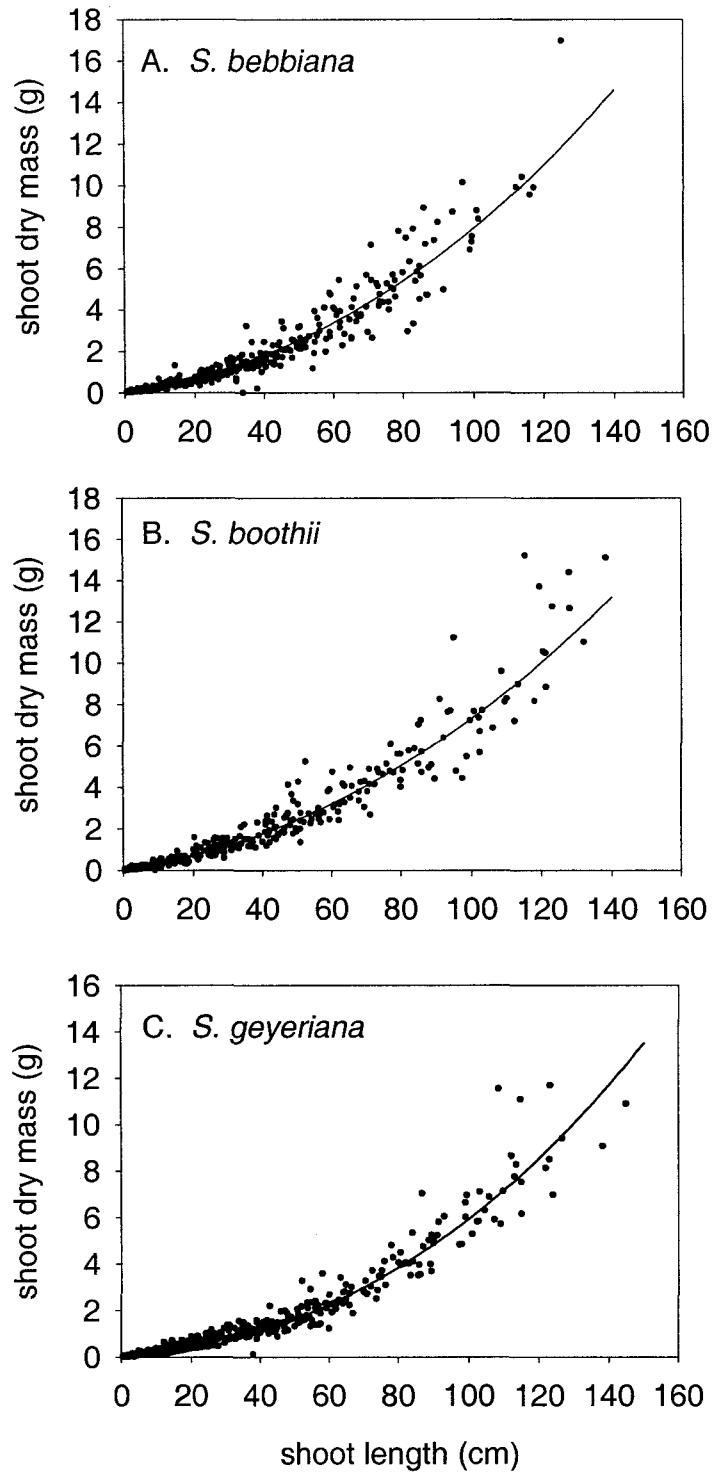 A. S. bebbiana
shoot dry mass (g)
18
16
14
12
10
8
6
4
2
0
0 20 40 60 80 100 120 140 160
B. S. boothii
shoot dry mass (g)
18
16
14
12
10
8
6
4
2
0
0 20 40 60 80 100 120 140 160
C. S. geyeriana
shoot dry mass (g)
16
14
12
10
8
6
4
2
0
0 20 40 60 80 100 120 140 160
shoot length (cm)